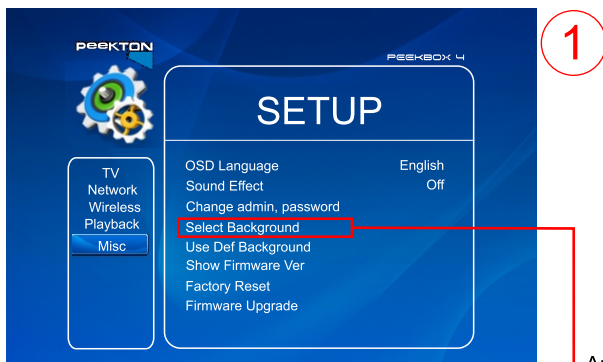 PEEKTON
PEEKBOX 4
1
SETUP
TV
Network
Wireless
Playback
Misc
OSD Language English
Sound Effect Off
Change admin, password
Select Background
Use Def Background
Show Firmware Ver
Factory Reset
Firmware Upgrade